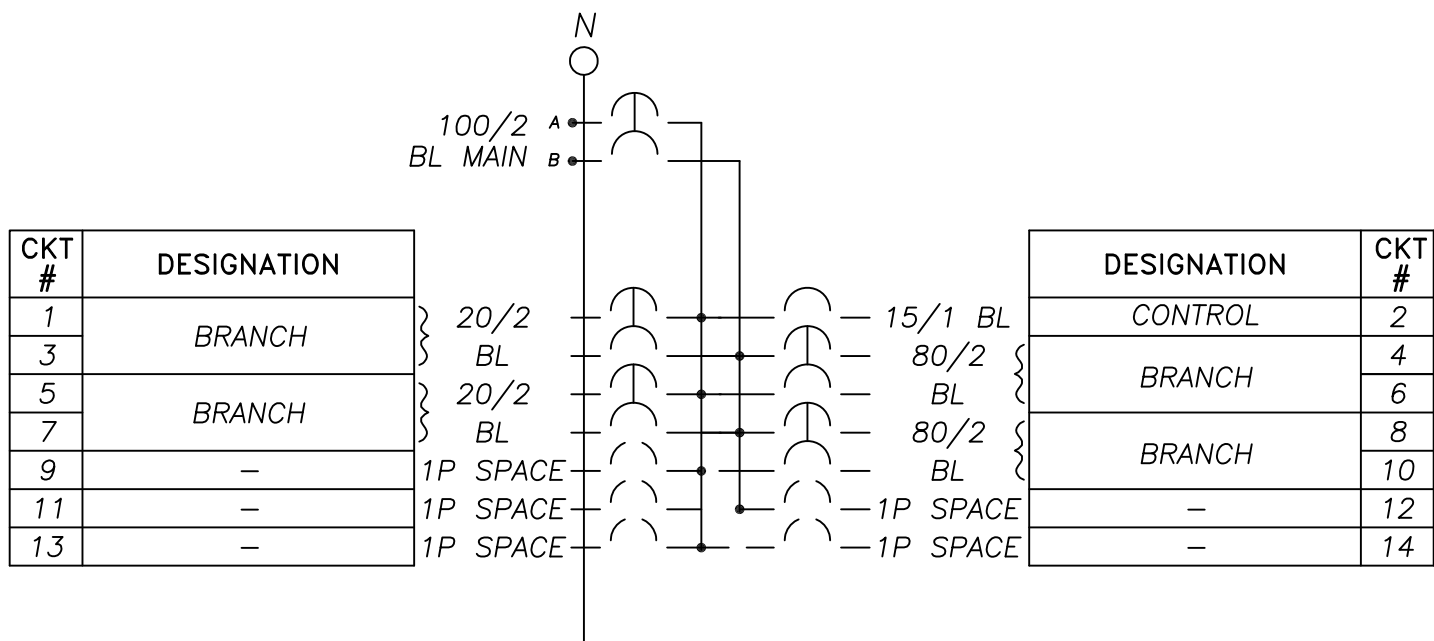 N
100/2 A
BL MAIN B
CKT # DESIGNATION
DESIGNATION CKT #
1 BRANCH 20/2 15/1 BL CONTROL 2
3 BL 80/2 BRANCH 4
5 BRANCH 20/2 BL 6
7 BL 80/2 BRANCH 8
9 – 1P SPACE BL 10
11 – 1P SPACE 1P SPACE – 12
13 – 1P SPACE 1P SPACE – 14